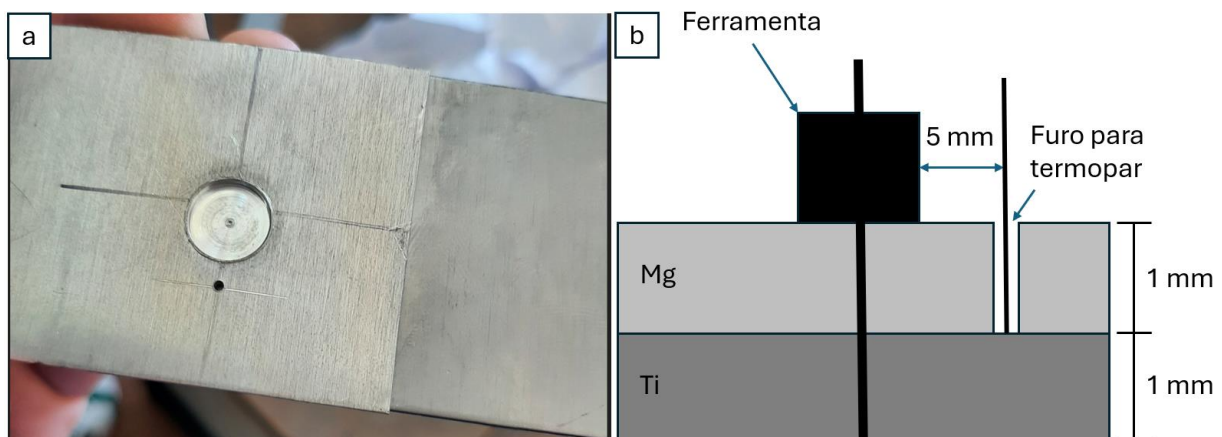 a
b
Ferramenta
5 mm
Furo para
termopar
Mg
1 mm
Ti
1 mm